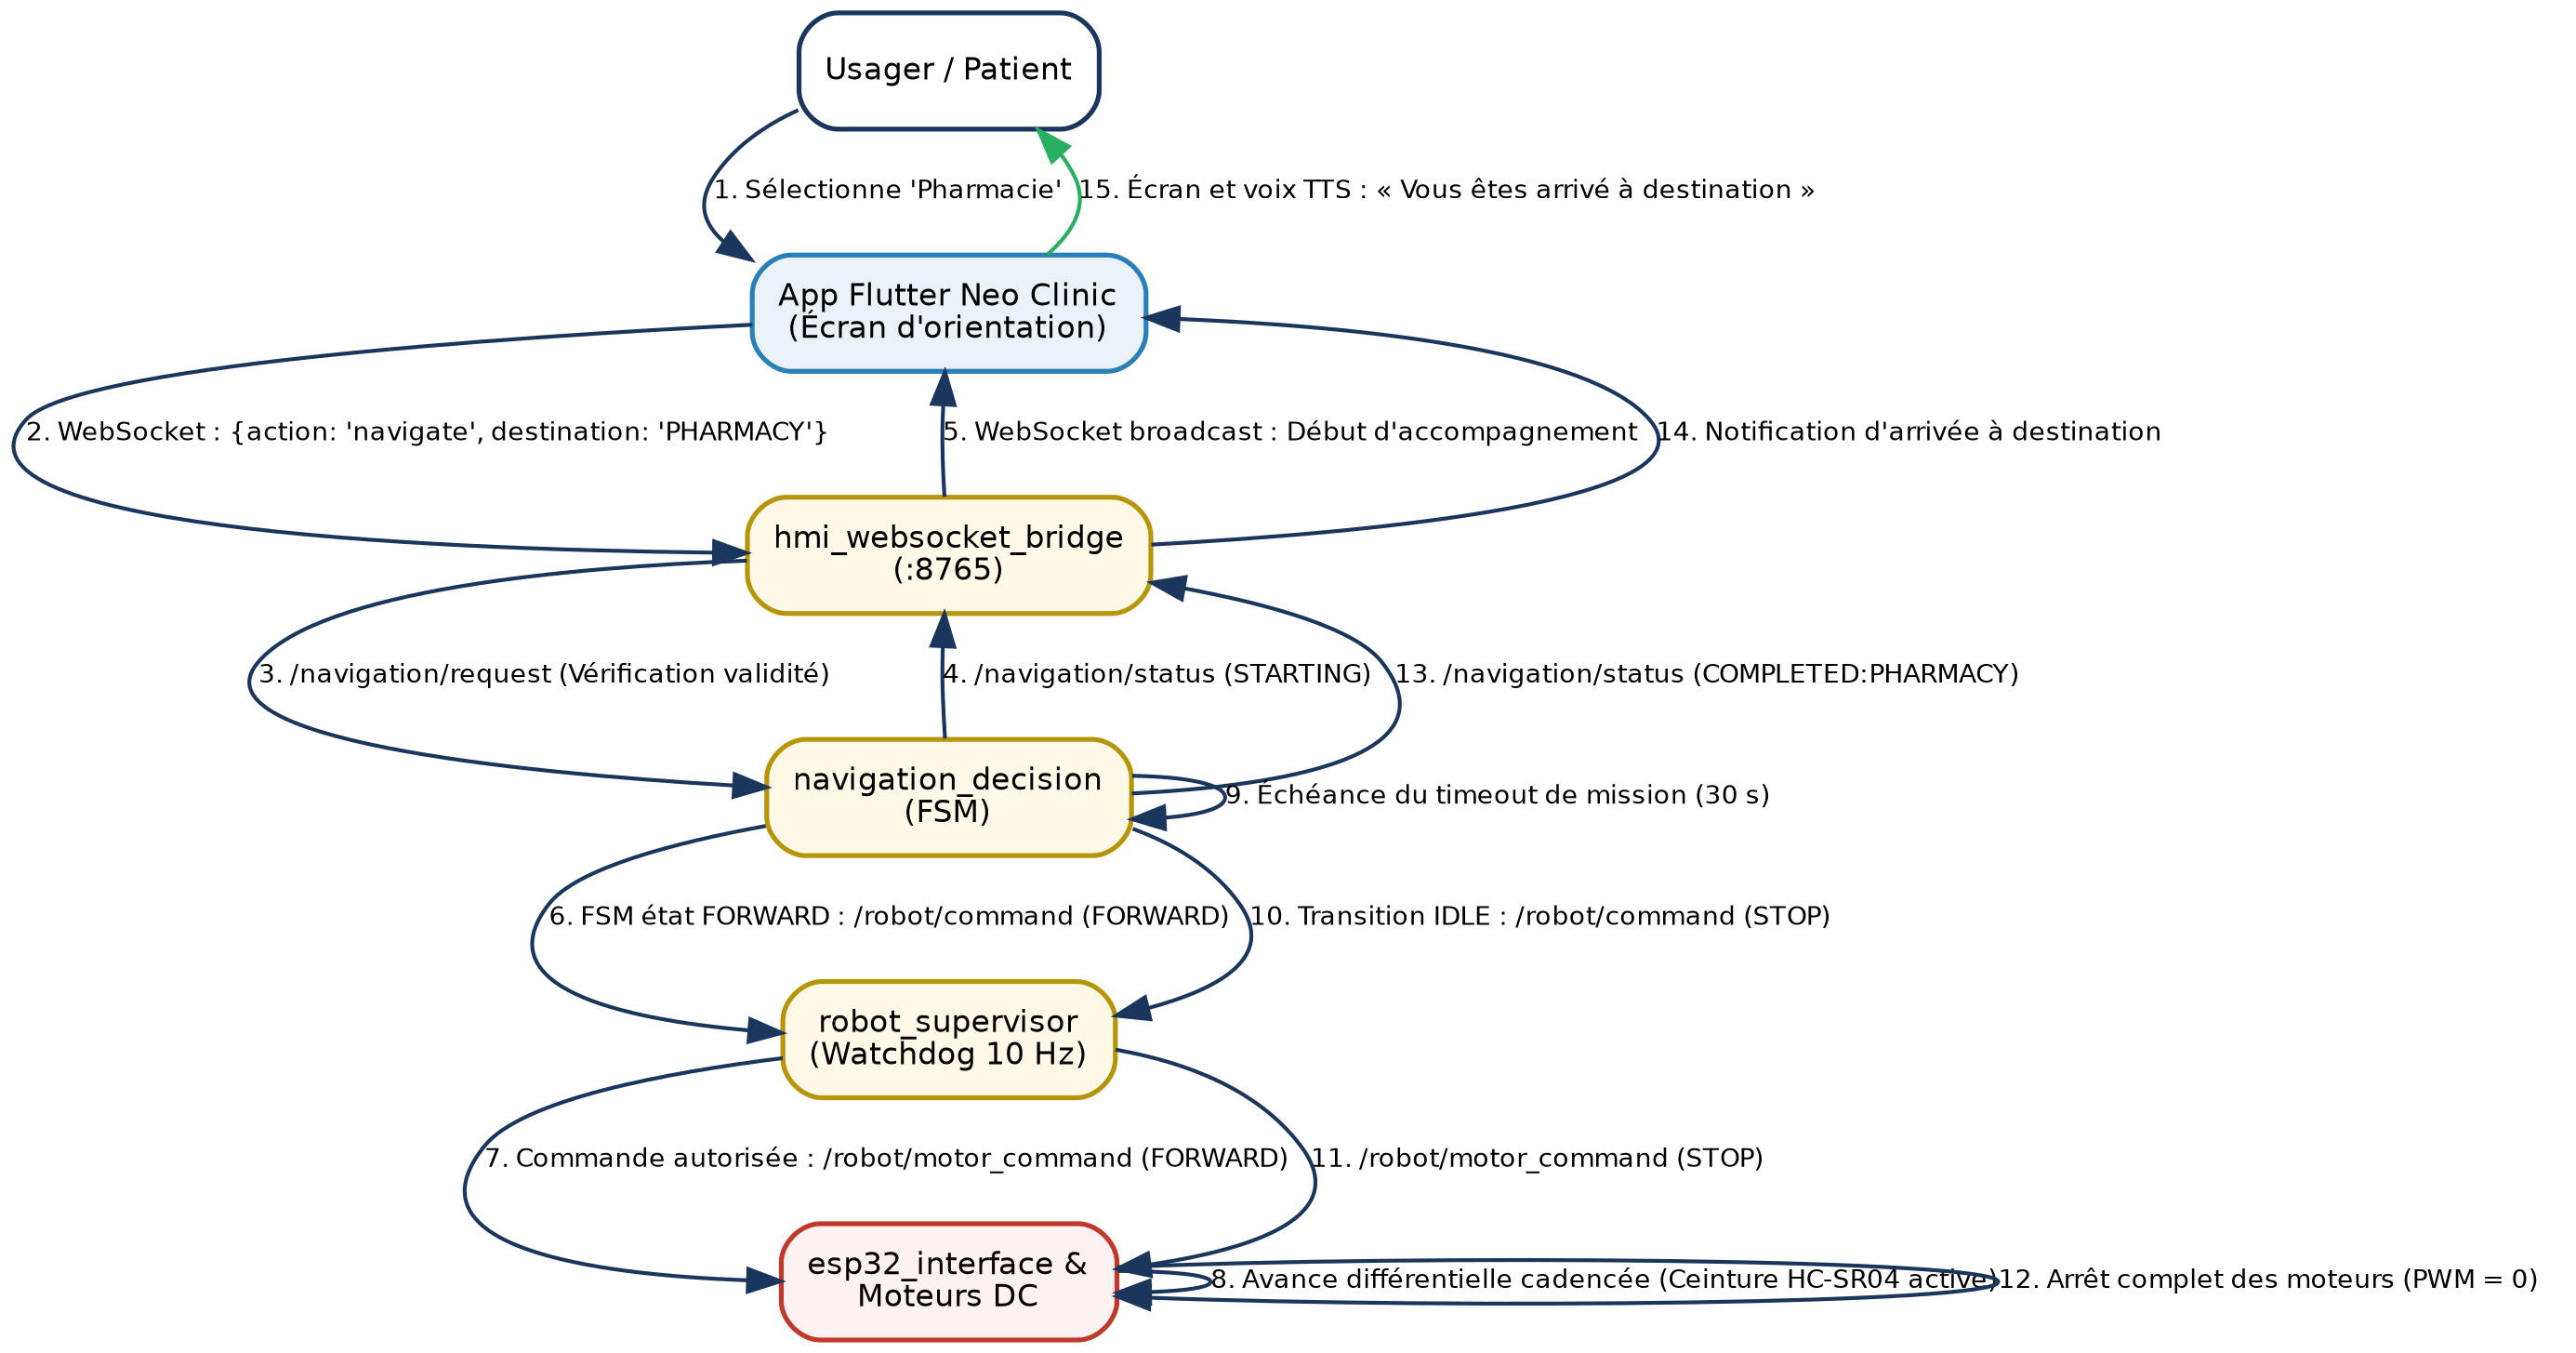 Usager / Patient
1. Sélectionne 'Pharmacie'
15. Écran et voix TTS : « Vous êtes arrivé à destination »
App Flutter Neo Clinic
(Écran d'orientation)
2. WebSocket : {action: 'navigate', destination: 'PHARMACY'}
5. WebSocket broadcast : Début d'accompagnement
14. Notification d'arrivée à destination
hmi_websocket_bridge
(:8765)
3. /navigation/request (Vérification validité)
4. /navigation/status (STARTING)
13. /navigation/status (COMPLETED:PHARMACY)
navigation_decision
(FSM)
9. Échéance du timeout de mission (30 s)
6. FSM état FORWARD : /robot/command (FORWARD)
10. Transition IDLE : /robot/command (STOP)
robot_supervisor
(Watchdog 10 Hz)
7. Commande autorisée : /robot/motor_command (FORWARD)
11. /robot/motor_command (STOP)
esp32_interface &
Moteurs DC
8. Avance différentielle cadencée (Ceinture HC-SR04 active)
12. Arrêt complet des moteurs (PWM = 0)